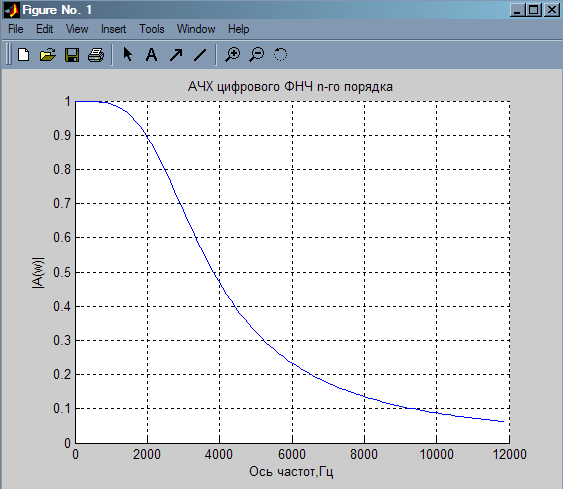 Figure No. 1
File Edit View Insert Tools Window Help
A
АЧХ цифрового ФНЧ n-го порядка
1
0.9
0.8
0.7
0.6
0.5
0.4
0.3
0.2
0.1
0
|A(w)|
0 2000 4000 6000 8000 10000 12000
Ось частот,Гц